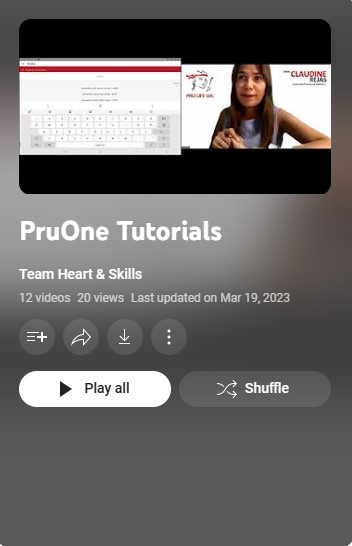 PRU LIFE U.K.
CLAUDINE
REJAS
PruOne Tutorials
Team Heart & Skills
12 videos 20 views Last updated on Mar 19, 2023
Play all
Shuffle